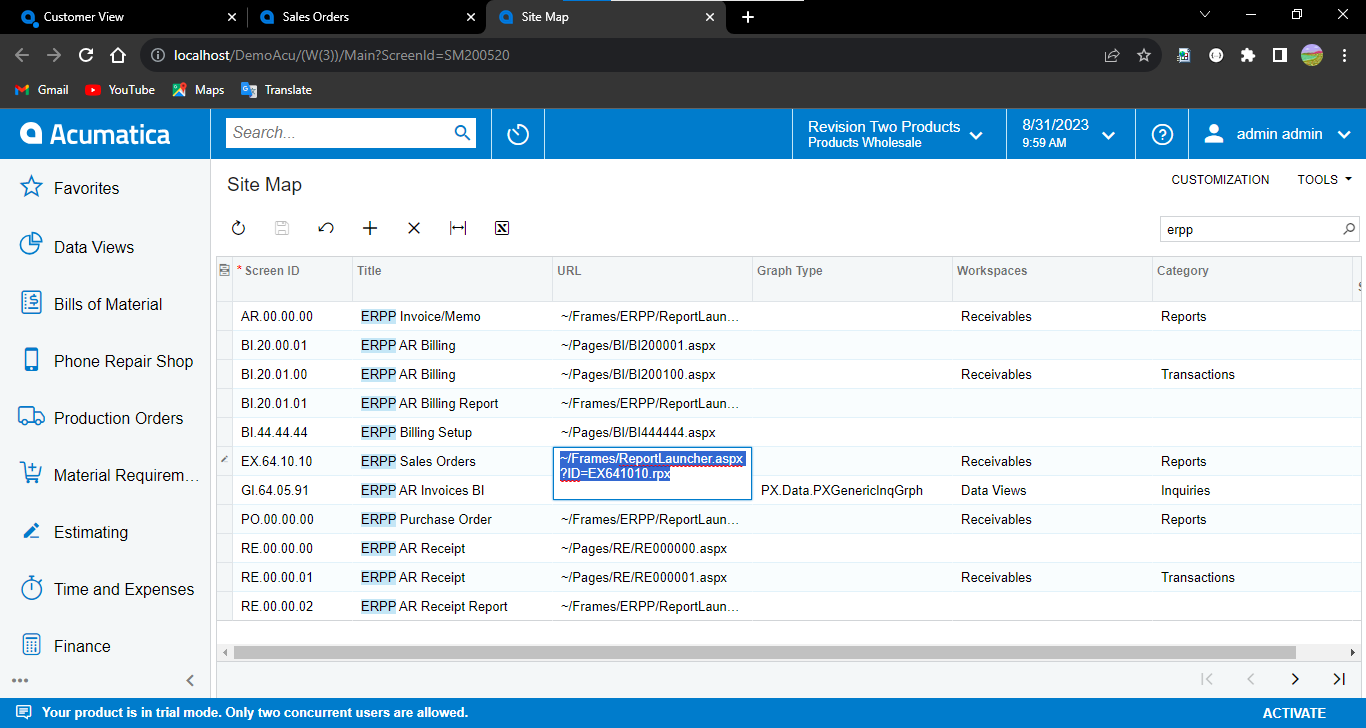 Customer View
Sales Orders
Site Map
localhost/DemoAcu/(W(3))/Main?ScreenId=SM200520
Gmail
YouTube
Maps
Translate
Acumatica
Search...
Revision Two Products
Products Wholesale
8/31/2023
9:59 AM
admin admin
Favorites
Data Views
Bills of Material
Phone Repair Shop
Production Orders
Material Requirem...
Estimating
Time and Expenses
Finance
Site Map
CUSTOMIZATION TOOLS
erpp
* Screen ID Title URL Graph Type Workspaces Category
AR.00.00.00 ERPP Invoice/Memo ~/Frames/ERPP/ReportLaun... Receivables Reports
BI.20.00.01 ERPP AR Billing ~/Pages/BI/BI200001.aspx
BI.20.01.00 ERPP AR Billing ~/Pages/BI/BI200100.aspx Receivables Transactions
BI.20.01.01 ERPP AR Billing Report ~/Frames/ERPP/ReportLaun...
BI.44.44.44 ERPP Billing Setup ~/Pages/BI/BI444444.aspx
EX.64.10.10 ERPP Sales Orders ~/Frames/ReportLauncher.aspx Receivables Reports
?ID=EX641010.rpx
GI.64.05.91 ERPP AR Invoices BI PX.Data.PXGenericInqGrph Data Views Inquiries
PO.00.00.00 ERPP Purchase Order ~/Frames/ERPP/ReportLaun... Receivables Reports
RE.00.00.00 ERPP AR Receipt ~/Pages/RE/RE000000.aspx
RE.00.00.01 ERPP AR Receipt ~/Pages/RE/RE000001.aspx Receivables Transactions
RE.00.00.02 ERPP AR Receipt Report ~/Frames/ERPP/ReportLaun...
Your product is in trial mode. Only two concurrent users are allowed.
ACTIVATE